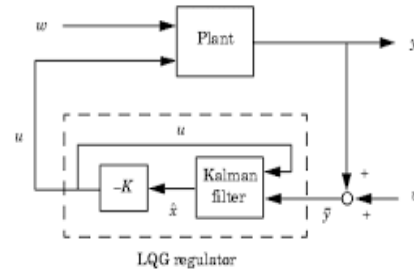 w
Plant
y
u
u
-K
Kalman
filter
x̂
ȳ
+
+
LQG regulator